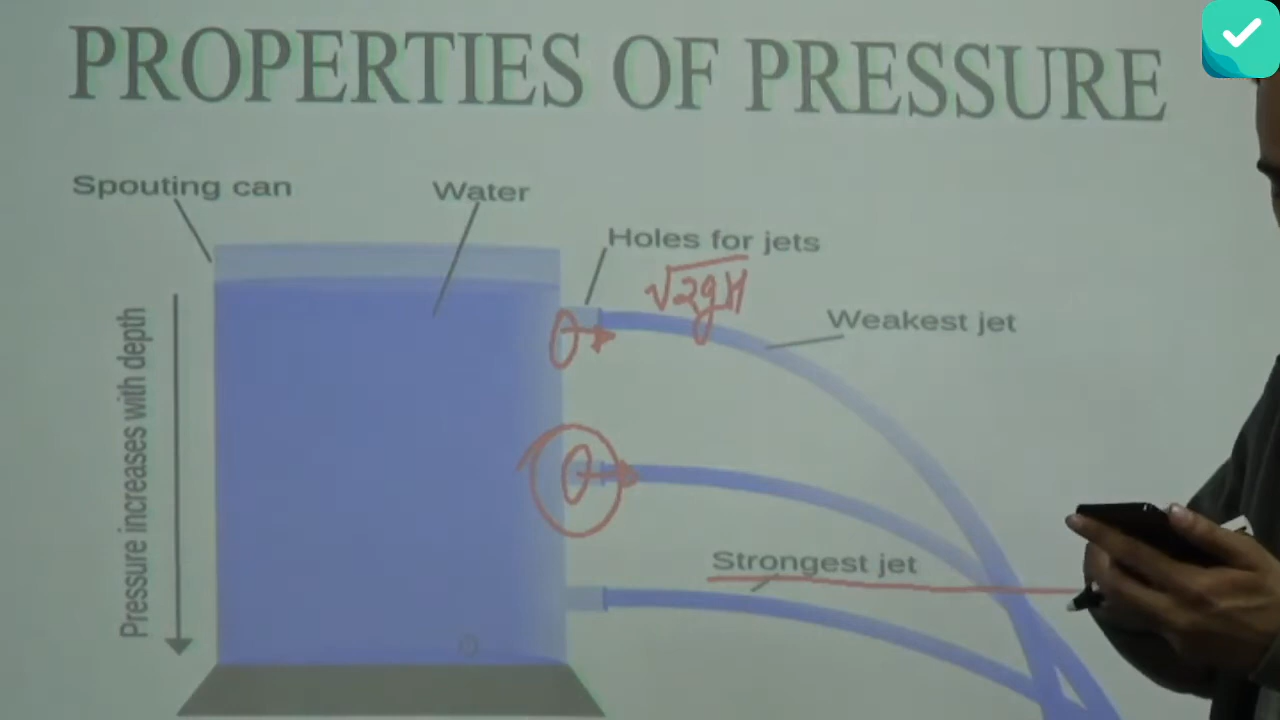 PROPERTIES OF PRESSURE
Spouting can
Water
Holes for jets
√2gH
Weakest jet
Pressure increases with depth
Strongest jet